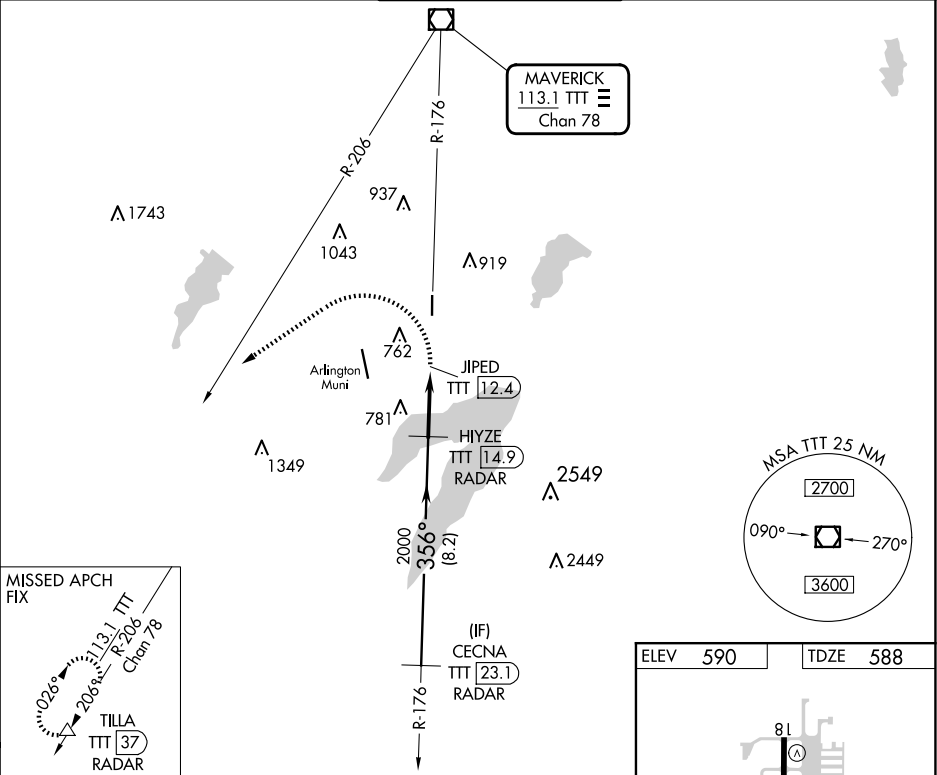 MAVERICK
113.1 TTT
Chan 78
R-206
R-176
1743
937
1043
919
762
Arlington
Muni
JIPED
TTT 12.4
781
HIYZE
TTT 14.9
RADAR
1349
2549
2449
2000
356°
(8.2)
MSA TTT 25 NM
2700
090°
270°
3600
(IF)
CECNA
TTT 23.1
RADAR
R-176
MISSED APCH
FIX
113.1 TTT
R-206
Chan 78
026°
206°
TILLA
TTT 37
RADAR
ELEV 590
TDZE 588
18
V